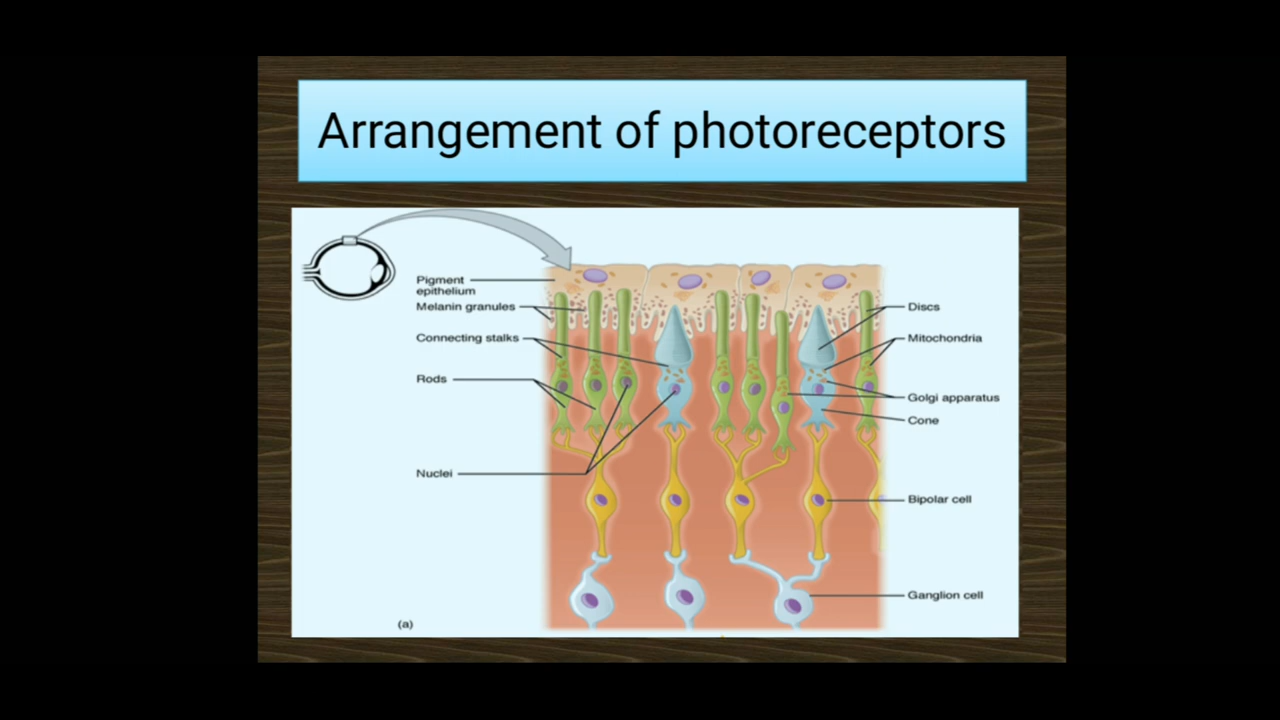 Arrangement of photoreceptors
Pigment
epithelium
Melanin granules
Connecting stalks
Rods
Nuclei
(a)
Discs
Mitochondria
Golgi apparatus
Cone
Bipolar cell
Ganglion cell